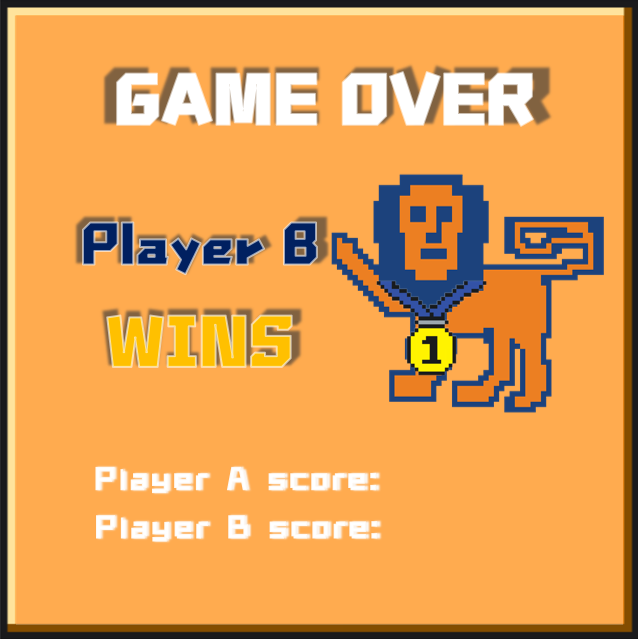 GAME OVER
Player B
WINS
1
Player A score:
Player B score: